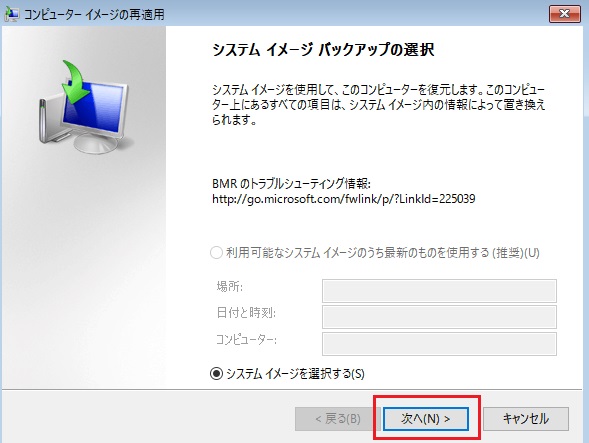 コンピューター イメージの再適用
システム イメージ バックアップの選択
システム イメージを使用して、このコンピューターを復元します。このコンピュー
ター上にあるすべての項目は、システム イメージ内の情報によって置き換え
られます。
BMR のトラブルシューティング情報:
http://go.microsoft.com/fwlink/p/?LinkId=225039
利用可能なシステム イメージのうち最新のものを使用する (推奨)(U)
場所:
日付と時刻:
コンピューター:
システム イメージを選択する(S)
< 戻る(B) 次へ(N) > キャンセル